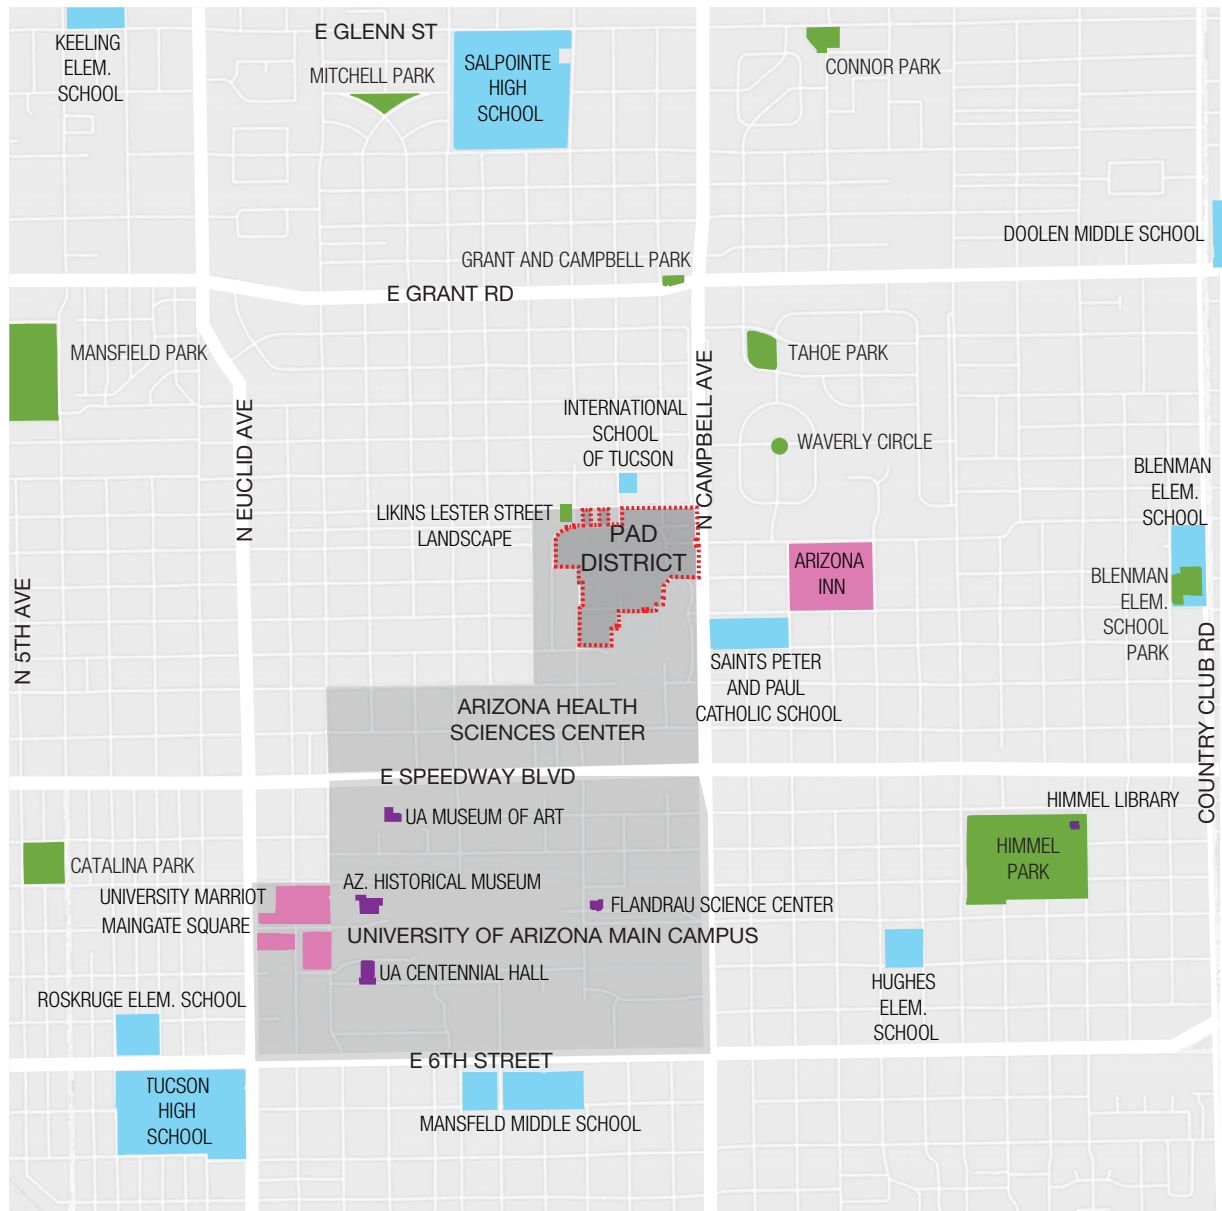 E GLENN ST
KEELING
ELEM.
SCHOOL
MITCHELL PARK
SALPOINTE
HIGH
SCHOOL
CONNOR PARK
DOOLEN MIDDLE SCHOOL
GRANT AND CAMPBELL PARK
E GRANT RD
MANSFIELD PARK
TAHOE PARK
N EUCLID AVE
N CAMPBELL AVE
INTERNATIONAL
SCHOOL
OF TUCSON
WAVERLY CIRCLE
BLENMAN
ELEM.
SCHOOL
LIKINS LESTER STREET
LANDSCAPE
PAD
DISTRICT
ARIZONA
INN
BLENMAN
ELEM.
SCHOOL
PARK
N 5TH AVE
SAINTS PETER
AND PAUL
CATHOLIC SCHOOL
COUNTRY CLUB RD
ARIZONA HEALTH
SCIENCES CENTER
E SPEEDWAY BLVD
HIMMEL LIBRARY
UA MUSEUM OF ART
HIMMEL
PARK
CATALINA PARK
AZ. HISTORICAL MUSEUM
UNIVERSITY MARRIOT
FLANDRAU SCIENCE CENTER
MAINGATE SQUARE
UNIVERSITY OF ARIZONA MAIN CAMPUS
UA CENTENNIAL HALL
HUGHES
ELEM.
SCHOOL
ROSKRUGE ELEM. SCHOOL
E 6TH STREET
TUCSON
HIGH
SCHOOL
MANSFELD MIDDLE SCHOOL